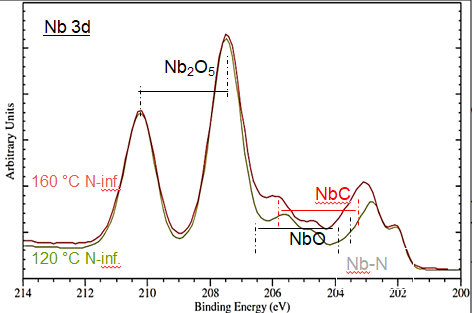 Nb 3d
Nb₂O₅
160 °C N-inf.
NbC
NbO
120 °C N-inf.
Nb-N
Arbitrary Units
214 212 210 208 206 204 202 200
Binding Energy (eV)